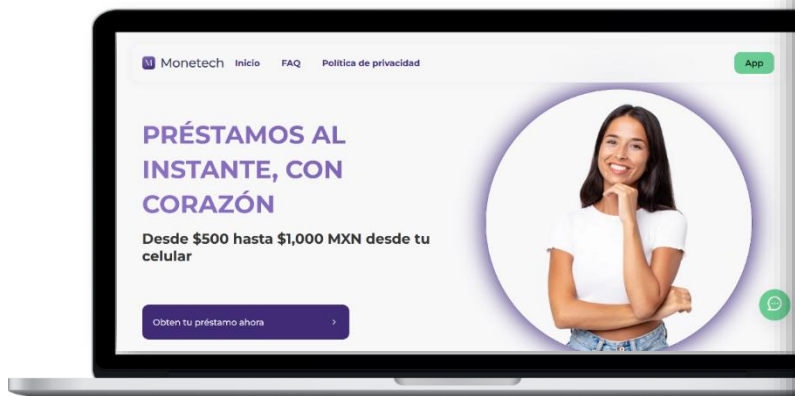 M Monetech Inicio FAQ Política de privacidad App
PRÉSTAMOS AL
INSTANTE, CON
CORAZÓN
Desde $500 hasta $1,000 MXN desde tu
celular
Obten tu préstamo ahora >